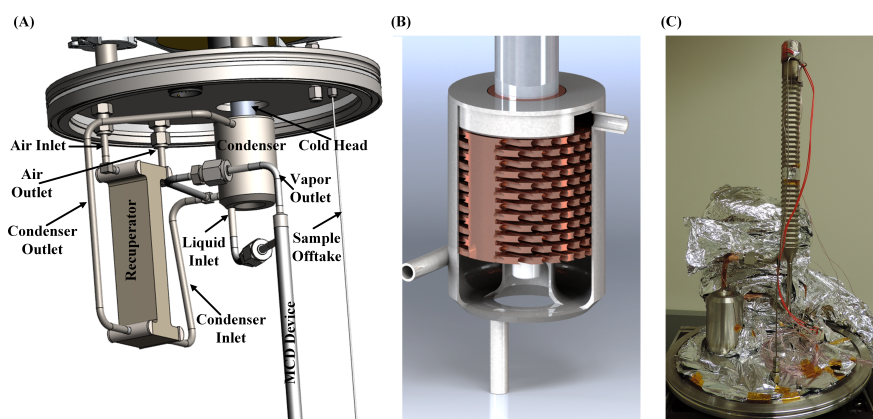 (A)
(B)
(C)
Air Inlet
Condenser
Cold Head
Air
Outlet
Vapor
Outlet
Condenser
Outlet
Recuperator
Liquid
Inlet
Sample
Offtake
Condenser
Inlet
MCD Device